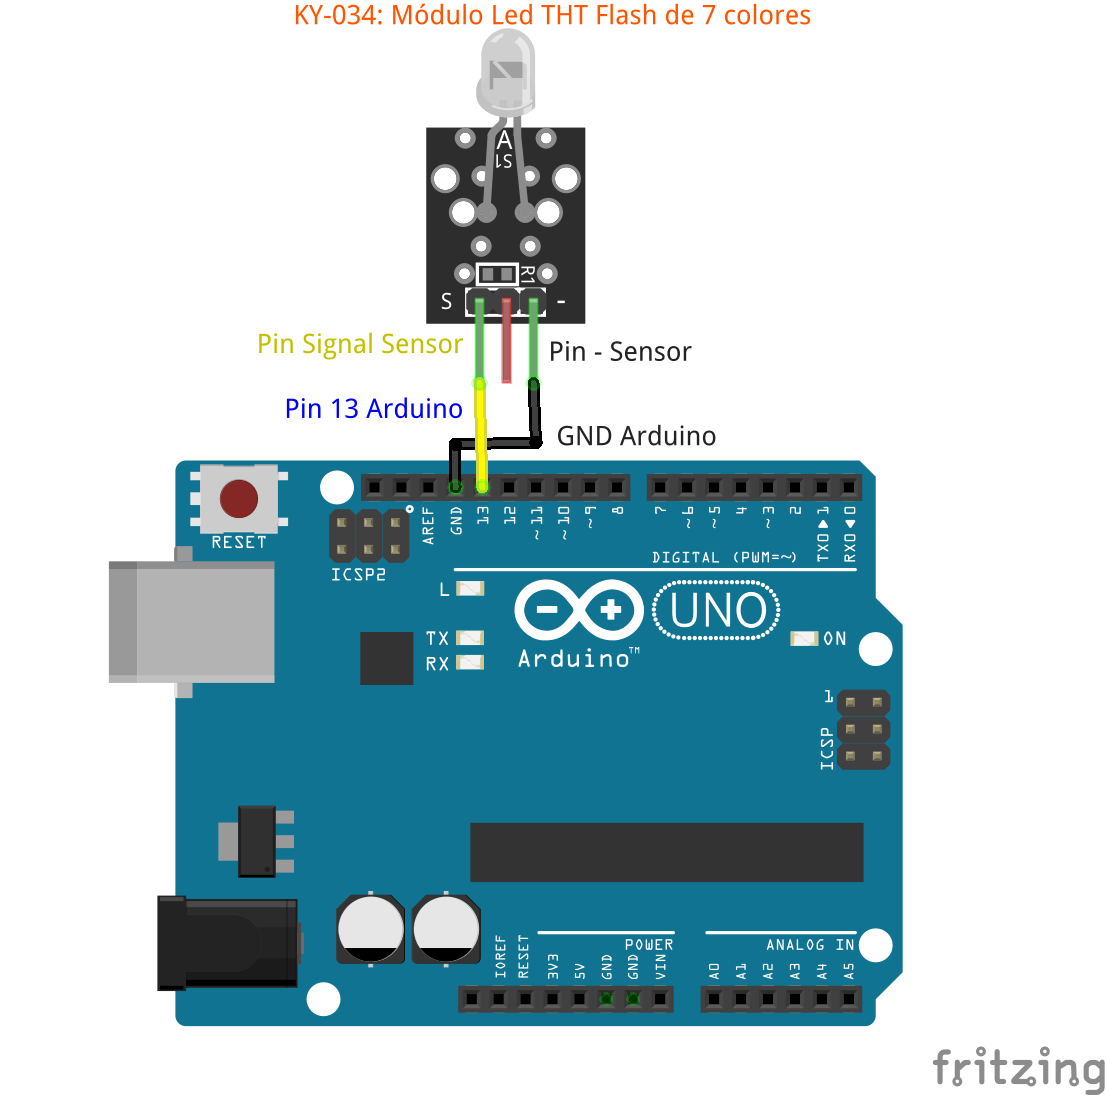 KY-034: Módulo Led THT Flash de 7 colores
A
S1
R1
S
-
Pin Signal Sensor
Pin - Sensor
Pin 13 Arduino
GND Arduino
RESET
ICSP2
AREF
GND
13
12
~11
~10
~9
8
7
~6
~5
4
~3
2
TX0▶1
RX0◀0
DIGITAL (PWM=~)
L
TX
RX
Arduino™
UNO
ON
1
ICSP
IOREF
RESET
3V3
5V
GND
GND
VIN
POWER
A0
A1
A2
A3
A4
A5
ANALOG IN
fritzing